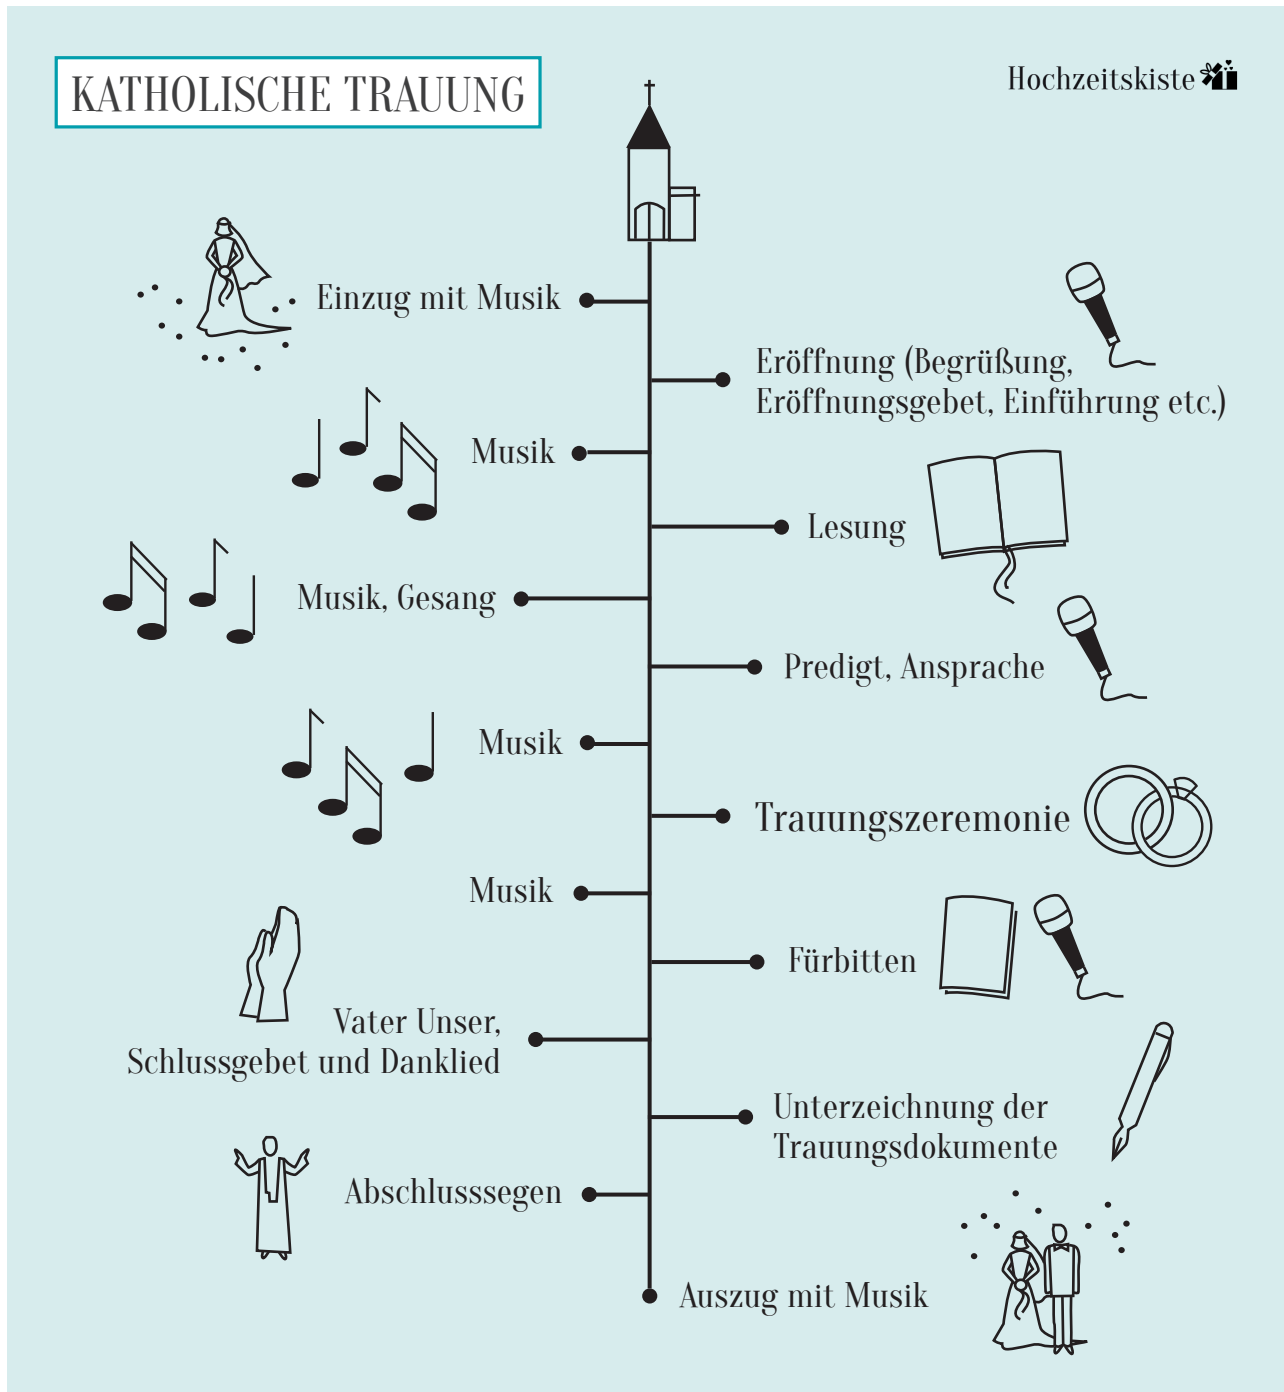 KATHOLISCHE TRAUUNG
Hochzeitskiste
Einzug mit Musik
Eröffnung (Begrüßung,
Eröffnungsgebet, Einführung etc.)
Musik
Lesung
Musik, Gesang
Predigt, Ansprache
Musik
Trauungszeremonie
Musik
Fürbitten
Vater Unser,
Schlussgebet und Danklied
Unterzeichnung der
Trauungsdokumente
Abschlusssegen
Auszug mit Musik